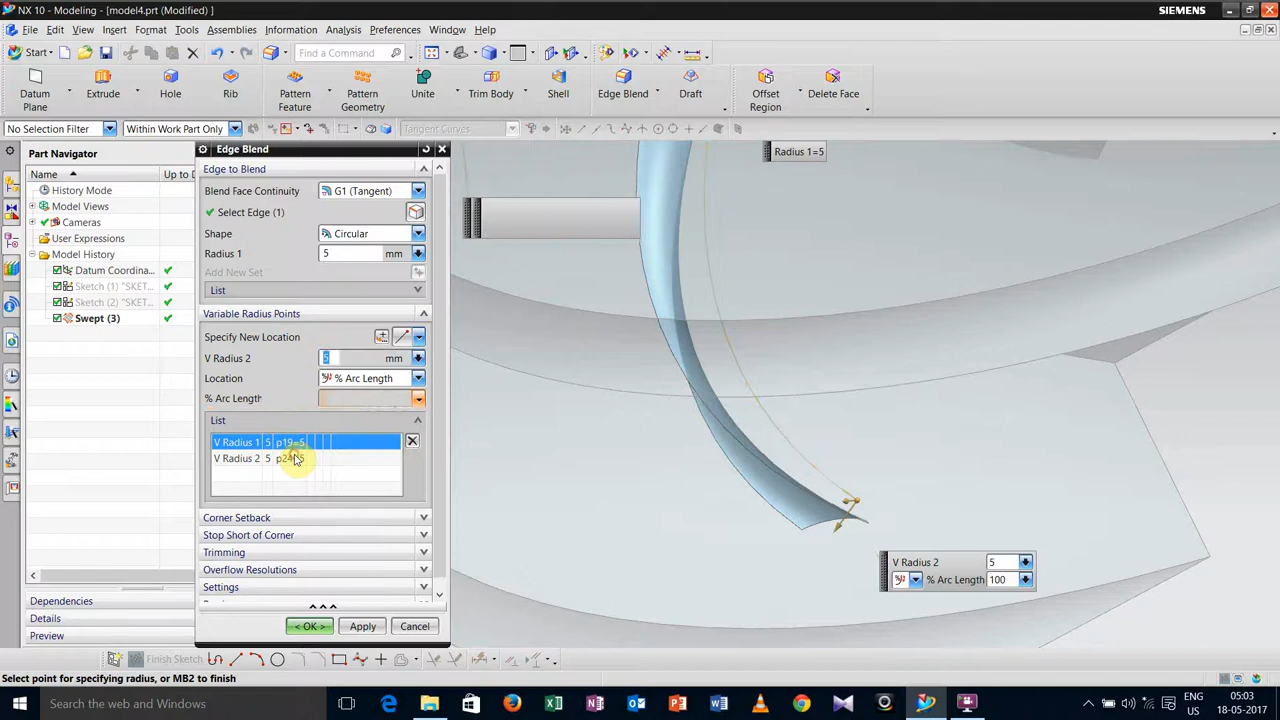 NX 10 - Modeling - [model4.prt (Modified) ]
SIEMENS
File Edit View Insert Format Tools Assemblies Information Analysis Preferences Window Help
Start
Find a Command
Datum Plane
Extrude
Hole
Rib
Pattern Feature
Pattern Geometry
Unite
Trim Body
Shell
Edge Blend
Draft
Offset Region
Delete Face
No Selection Filter
Within Work Part Only
Tangent Curves
Part Navigator
Name
Up to D
History Mode
Model Views
Cameras
User Expressions
Model History
Datum Coordina...
Sketch (1) "SKET...
Sketch (2) "SKET...
Swept (3)
Dependencies
Details
Preview
Edge Blend
Edge to Blend
Blend Face Continuity
G1 (Tangent)
Select Edge (1)
Shape
Circular
Radius 1
5 mm
Add New Set
List
Variable Radius Points
Specify New Location
V Radius 2
5 mm
Location
% Arc Length
% Arc Length
List
V Radius 1 5 p19=5
V Radius 2 5
Corner Setback
Stop Short of Corner
Trimming
Overflow Resolutions
Settings
< OK >
Apply
Cancel
Radius 1=5
V Radius 2 5
% Arc Length 100
Finish Sketch
Select point for specifying radius, or MB2 to finish
Search Windows
ENG
US
05:03
18-05-2017